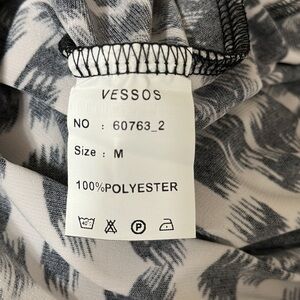 VESSOS
NO : 60763_2
Size : M
100%POLYESTER
P